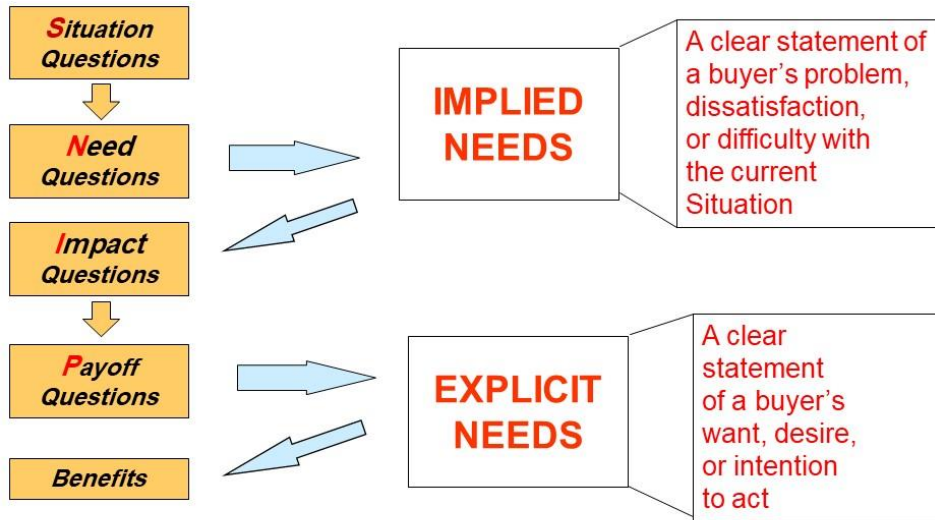 Situation
Questions
Need
Questions
Impact
Questions
Payoff
Questions
Benefits
IMPLIED
NEEDS
A clear statement of
a buyer's problem,
dissatisfaction,
or difficulty with
the current
Situation
EXPLICIT
NEEDS
A clear
statement
of a buyer's
want, desire,
or intention
to act